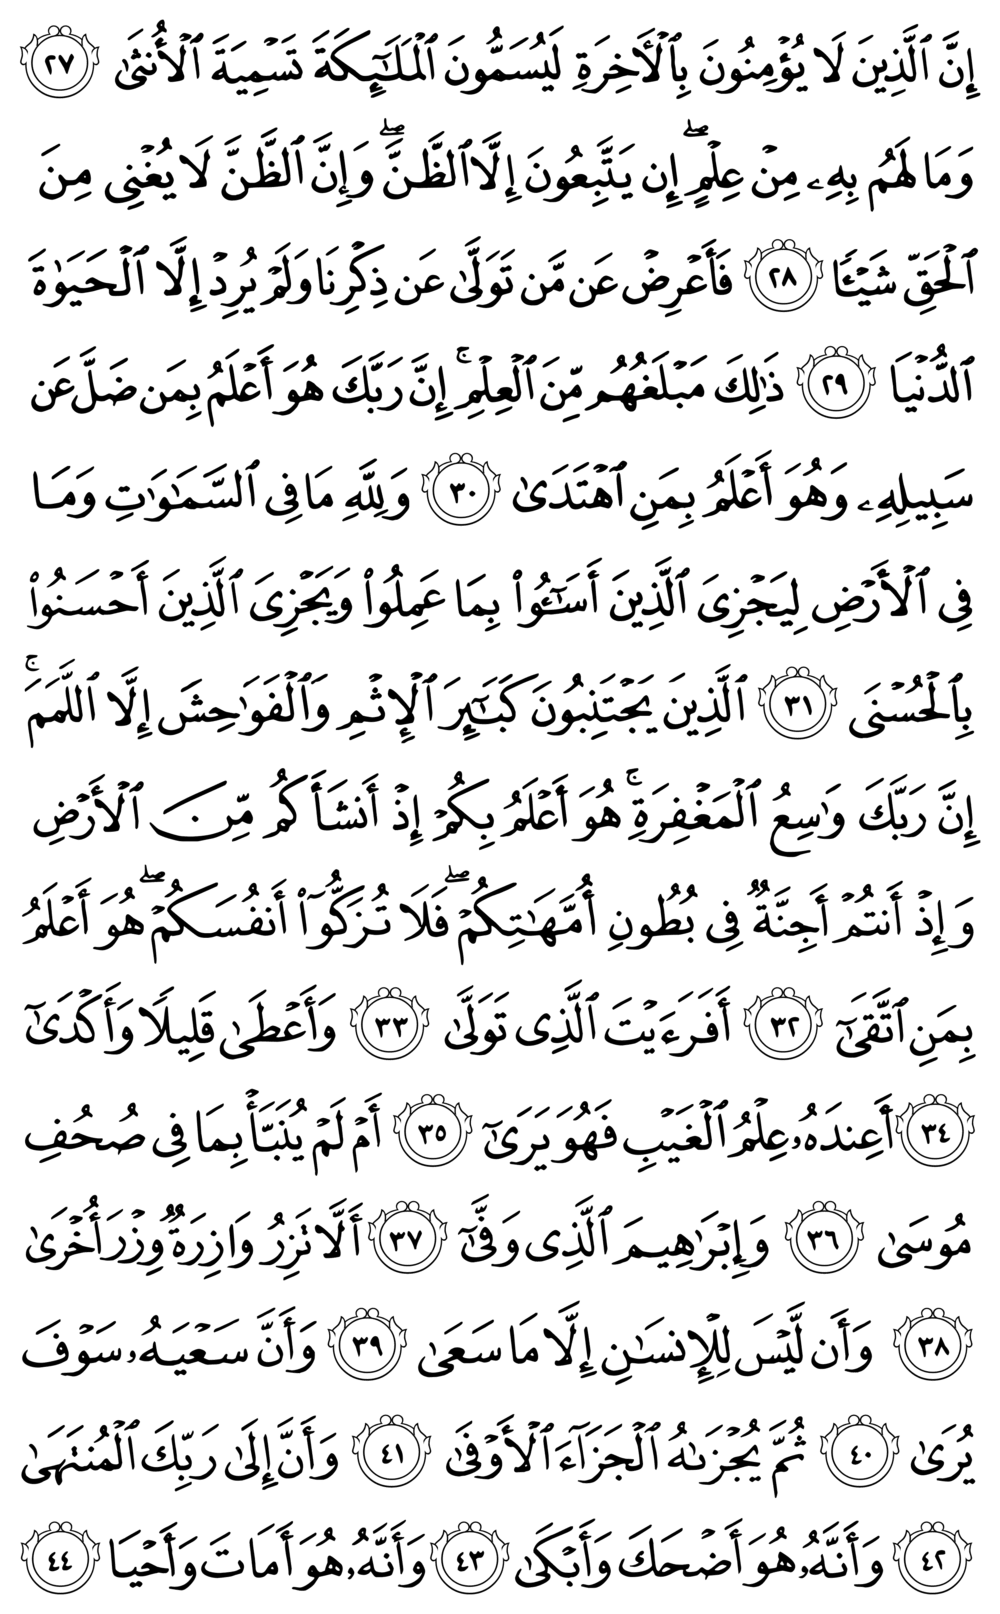 إِنَّ ٱلَّذِينَ لَا يُؤْمِنُونَ بِٱلْأٓخِرَةِ لَيُسَمُّونَ ٱلْمَلَٰٓئِكَةَ تَسْمِيَةَ ٱلْأُنثَىٰ ٢٧
وَمَا لَهُم بِهِۦ مِنْ عِلْمٍ ۖ إِن يَتَّبِعُونَ إِلَّا ٱلظَّنَّ ۖ وَإِنَّ ٱلظَّنَّ لَا يُغْنِى مِنَ
ٱلْحَقِّ شَيْـًٔا ٢٨ فَأَعْرِضْ عَن مَّن تَوَلَّىٰ عَن ذِكْرِنَا وَلَمْ يُرِدْ إِلَّا ٱلْحَيَوٰةَ
ٱلدُّنْيَا ٢٩ ذَٰلِكَ مَبْلَغُهُم مِّنَ ٱلْعِلْمِ ۚ إِنَّ رَبَّكَ هُوَ أَعْلَمُ بِمَن ضَلَّ عَن
سَبِيلِهِۦ وَهُوَ أَعْلَمُ بِمَنِ ٱهْتَدَىٰ ٣٠ وَلِلَّهِ مَا فِى ٱلسَّمَٰوَٰتِ وَمَا
فِى ٱلْأَرْضِ لِيَجْزِىَ ٱلَّذِينَ أَسَٰٓـُٔوا۟ بِمَا عَمِلُوا۟ وَيَجْزِىَ ٱلَّذِينَ أَحْسَنُوا۟
بِٱلْحُسْنَى ٣١ ٱلَّذِينَ يَجْتَنِبُونَ كَبَٰٓئِرَ ٱلْإِثْمِ وَٱلْفَوَٰحِشَ إِلَّا ٱللَّمَمَ ۚ
إِنَّ رَبَّكَ وَٰسِعُ ٱلْمَغْفِرَةِ ۚ هُوَ أَعْلَمُ بِكُمْ إِذْ أَنشَأَكُم مِّنَ ٱلْأَرْضِ
وَإِذْ أَنتُمْ أَجِنَّةٌ فِى بُطُونِ أُمَّهَٰتِكُمْ ۖ فَلَا تُزَكُّوٓا۟ أَنفُسَكُمْ ۖ هُوَ أَعْلَمُ
بِمَنِ ٱتَّقَىٰٓ ٣٢ أَفَرَءَيْتَ ٱلَّذِى تَوَلَّىٰ ٣٣ وَأَعْطَىٰ قَلِيلًا وَأَكْدَىٰٓ
٣٤ أَعِندَهُۥ عِلْمُ ٱلْغَيْبِ فَهُوَ يَرَىٰٓ ٣٥ أَمْ لَمْ يُنَبَّأْ بِمَا فِى صُحُفِ
مُوسَىٰ ٣٦ وَإِبْرَٰهِيمَ ٱلَّذِى وَفَّىٰٓ ٣٧ أَلَّا تَزِرُ وَازِرَةٌ وِزْرَ أُخْرَىٰ
٣٨ وَأَن لَّيْسَ لِلْإِنسَٰنِ إِلَّا مَا سَعَىٰ ٣٩ وَأَنَّ سَعْيَهُۥ سَوْفَ
يُرَىٰ ٤٠ ثُمَّ يُجْزَىٰهُ ٱلْجَزَآءَ ٱلْأَوْفَىٰ ٤١ وَأَنَّ إِلَىٰ رَبِّكَ ٱلْمُنتَهَىٰ
٤٢ وَأَنَّهُۥ هُوَ أَضْحَكَ وَأَبْكَىٰ ٤٣ وَأَنَّهُۥ هُوَ أَمَاتَ وَأَحْيَا ٤٤